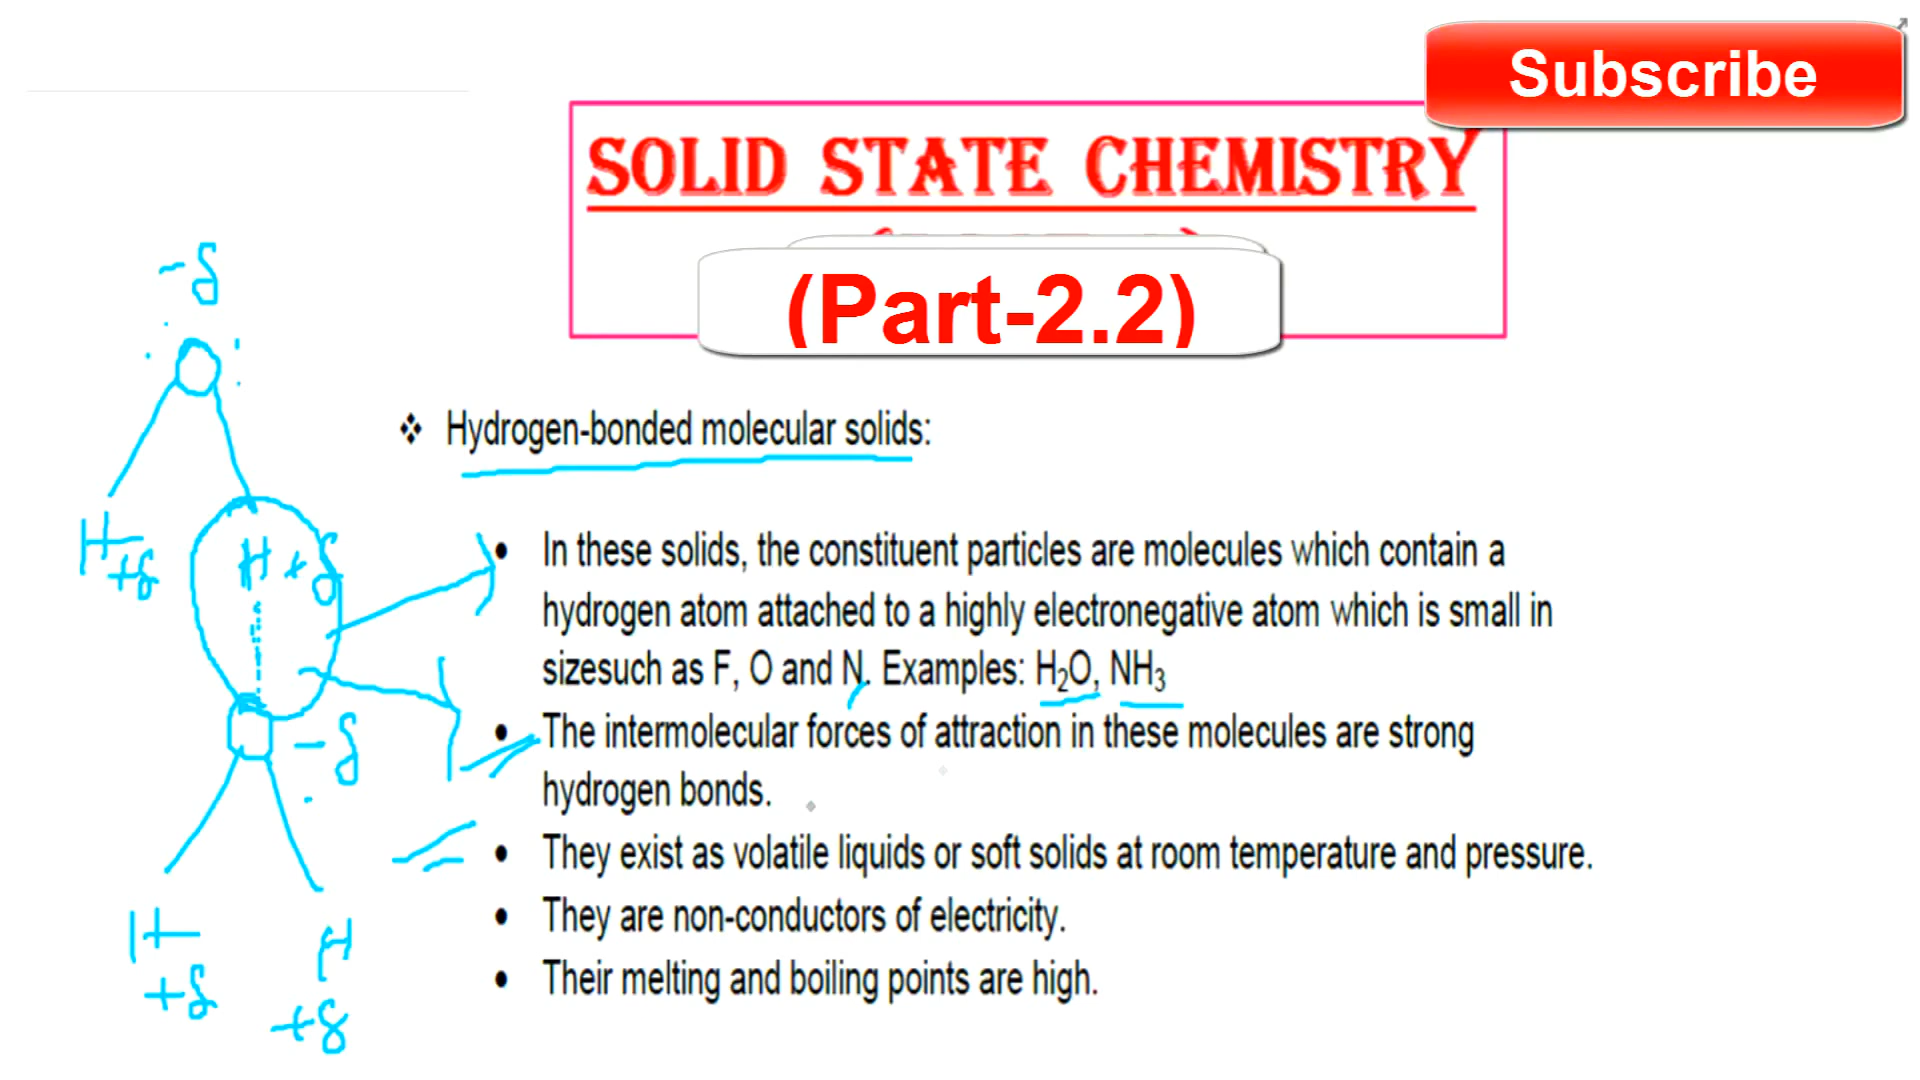 Subscribe
SOLID STATE CHEMISTRY
(Part-2.2)
❖ Hydrogen-bonded molecular solids:
• In these solids, the constituent particles are molecules which contain a
hydrogen atom attached to a highly electronegative atom which is small in
sizesuch as F, O and N. Examples: H₂O, NH₃
• The intermolecular forces of attraction in these molecules are strong
hydrogen bonds.
• They exist as volatile liquids or soft solids at room temperature and pressure.
• They are non-conductors of electricity.
• Their melting and boiling points are high.
-δ
H
+δ
H +δ
-δ
H
+δ
H
+δ